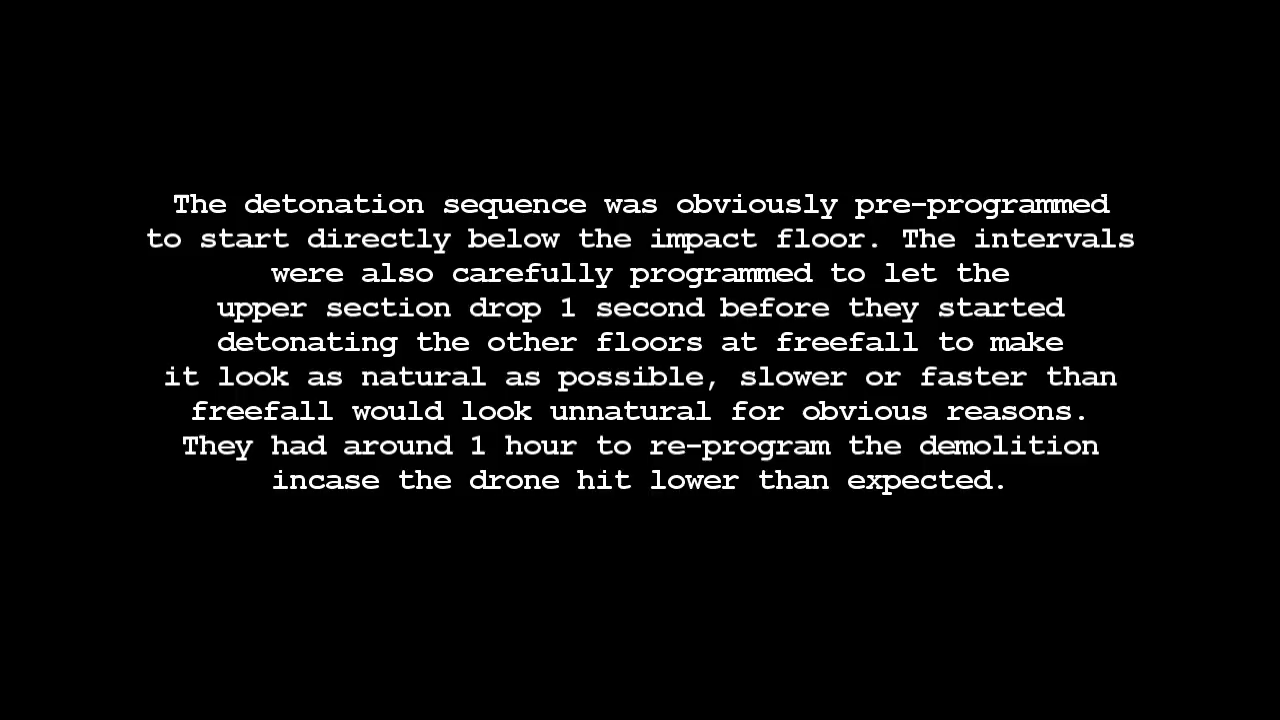 The detonation sequence was obviously pre-programmed
to start directly below the impact floor. The intervals
were also carefully programmed to let the
upper section drop 1 second before they started
detonating the other floors at freefall to make
it look as natural as possible, slower or faster than
freefall would look unnatural for obvious reasons.
They had around 1 hour to re-program the demolition
incase the drone hit lower than expected.